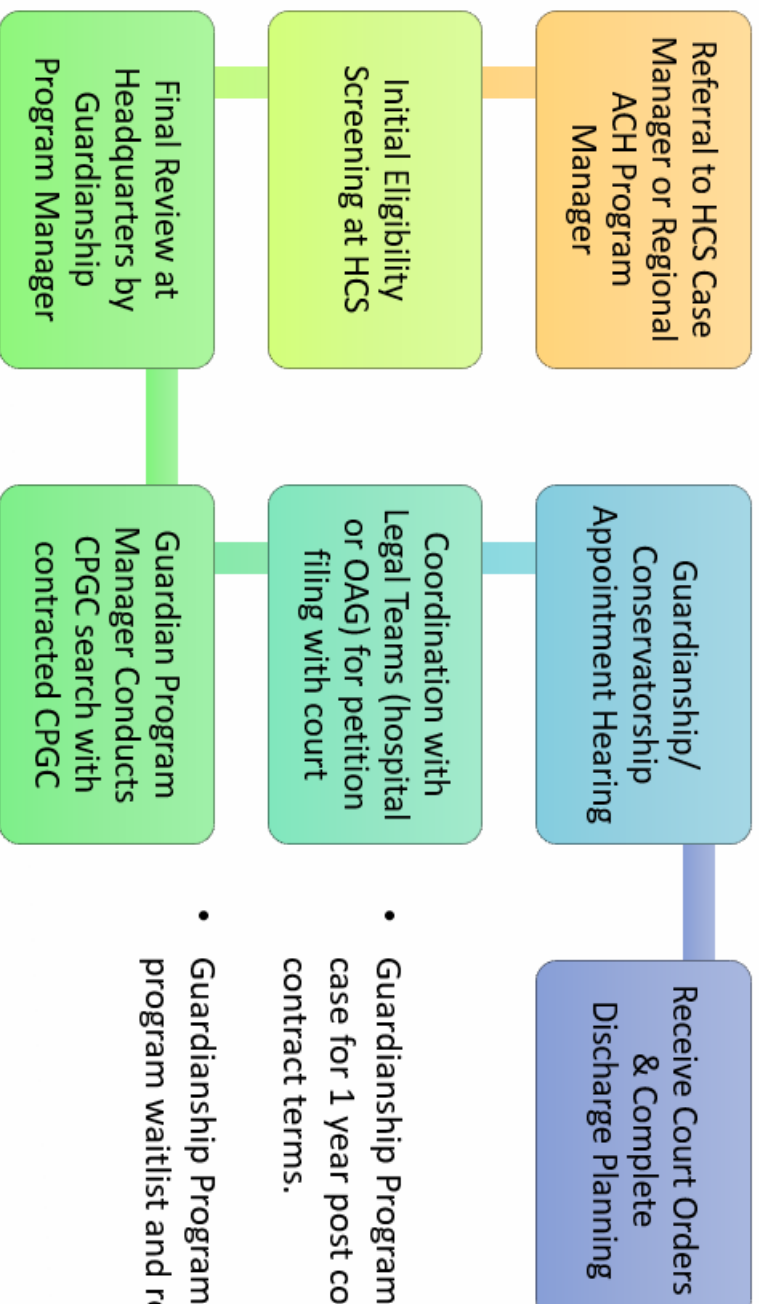 Referral to HCS Case
Manager or Regional
ACH Program
Manager
Initial Eligibility
Screening at HCS
Final Review at
Headquarters by
Guardianship
Program Manager
Guardian Program
Manager Conducts
CPGC search with
contracted CPGC
Coordination with
Legal Teams (hospital
or OAG) for petition
filing with court
Guardianship/
Conservatorship
Appointment Hearing
Receive Court Orders
& Complete
Discharge Planning
• Guardianship Program
case for 1 year post co
contract terms.
• Guardianship Program
program waitlist and re